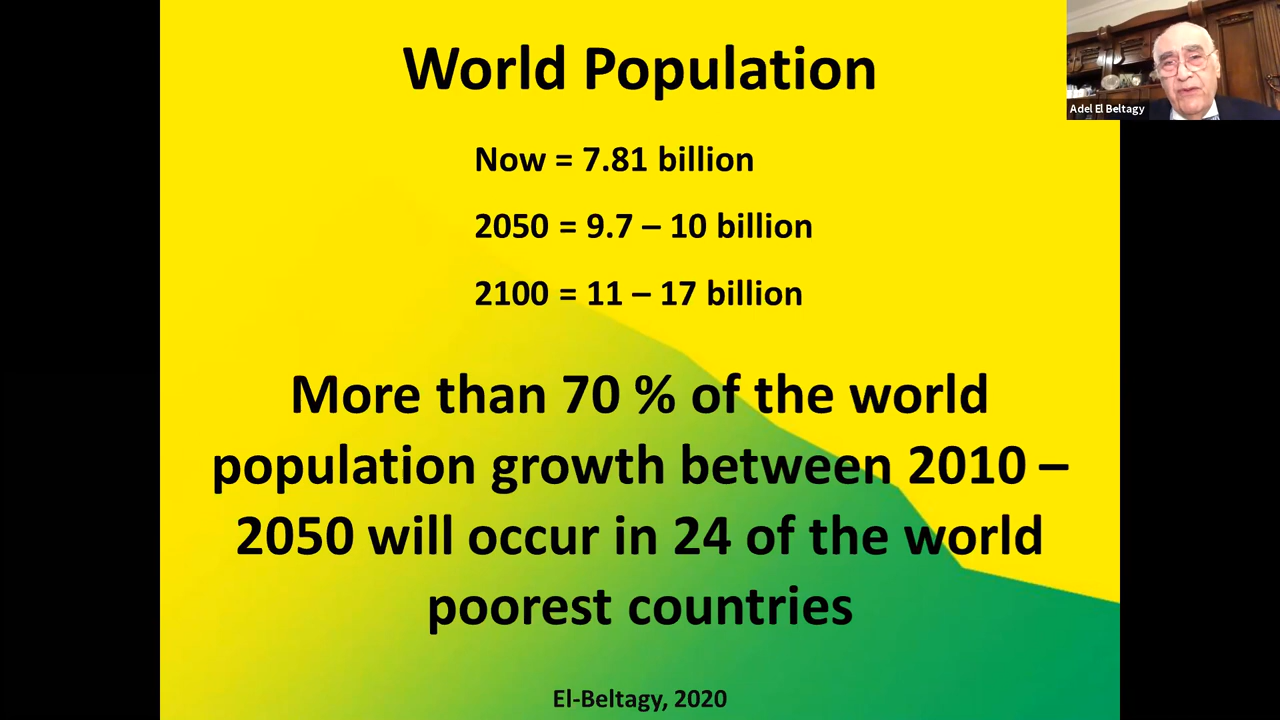 World Population
Adel El Beltagy
Now = 7.81 billion
2050 = 9.7 – 10 billion
2100 = 11 – 17 billion
More than 70 % of the world
population growth between 2010 –
2050 will occur in 24 of the world
poorest countries
El-Beltagy, 2020